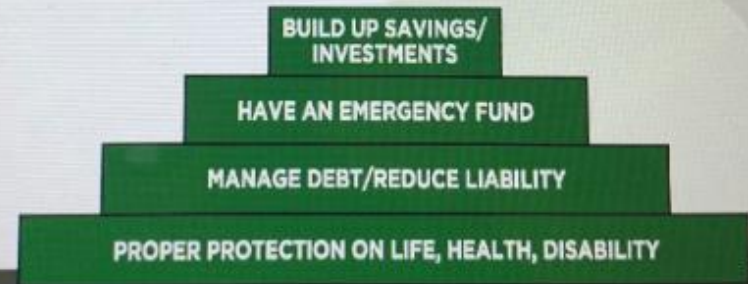 BUILD UP SAVINGS/
INVESTMENTS
HAVE AN EMERGENCY FUND
MANAGE DEBT/REDUCE LIABILITY
PROPER PROTECTION ON LIFE, HEALTH, DISABILITY